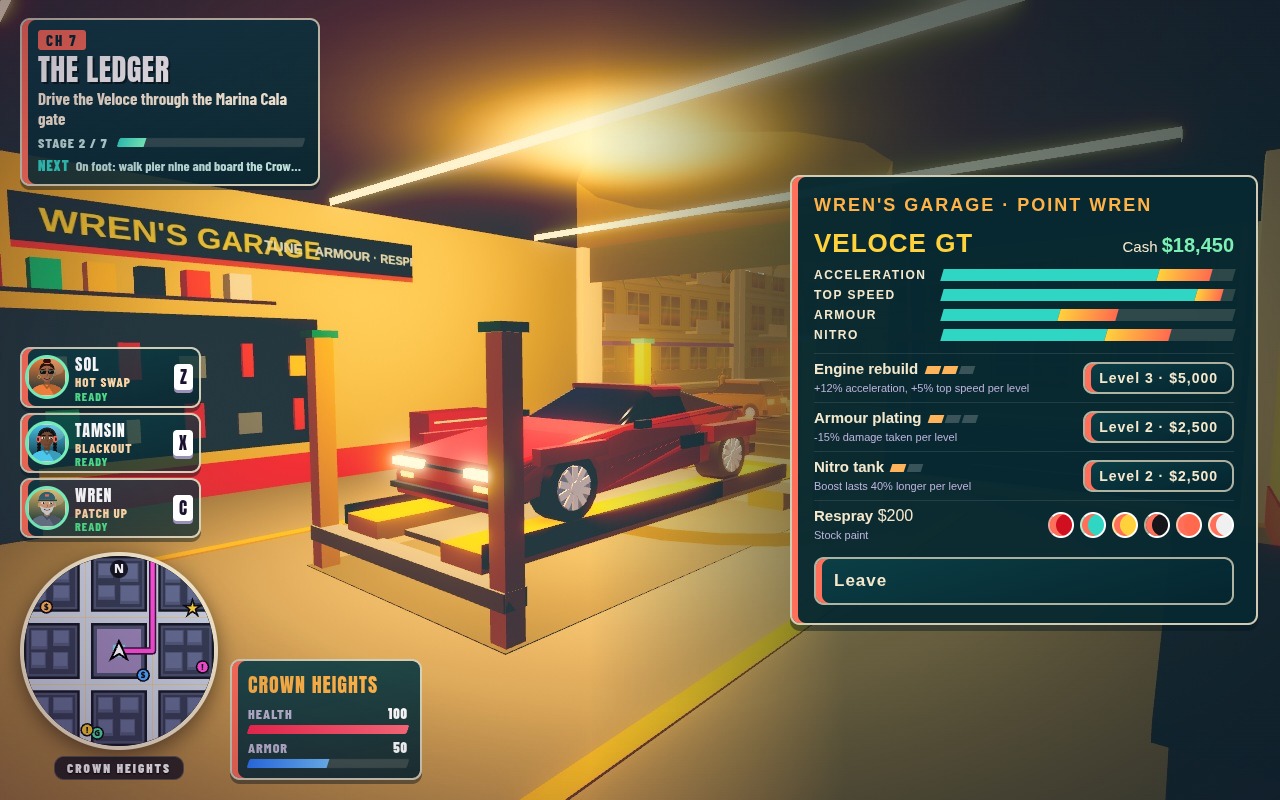 CH 7
THE LEDGER
Drive the Veloce through the Marina Cala
gate
STAGE 2 / 7
NEXT On foot: walk pier nine and board the Crow...
WREN'S GARAGE
TUNE ARMOUR · RESP
SOL
HOT SWAP
READY
Z
TAMSIN
BLACKOUT
READY
X
WREN
PATCH UP
READY
C
N
CROWN HEIGHTS
CROWN HEIGHTS
HEALTH 100
ARMOR 50
WREN'S GARAGE · POINT WREN
VELOCE GT
Cash $18,450
ACCELERATION
TOP SPEED
ARMOUR
NITRO
Engine rebuild
+12% acceleration, +5% top speed per level
Level 3 · $5,000
Armour plating
-15% damage taken per level
Level 2 · $2,500
Nitro tank
Boost lasts 40% longer per level
Level 2 · $2,500
Respray $200
Stock paint
Leave